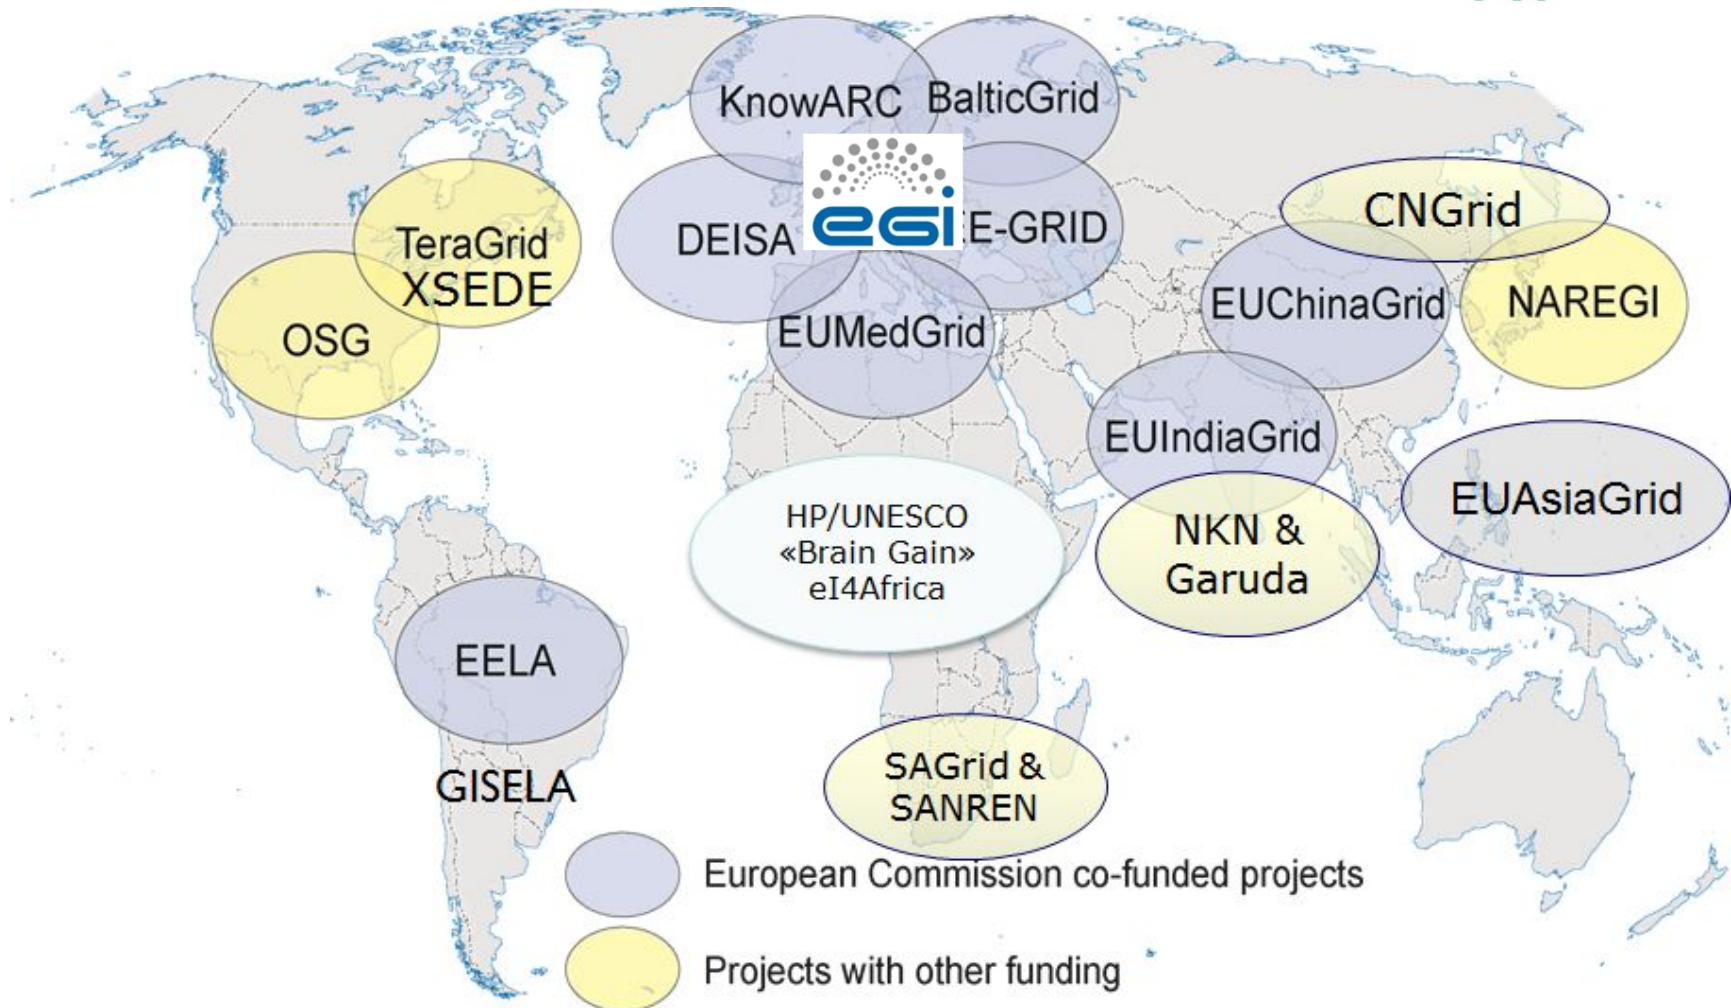 KnowARC
BalticGrid
egi
DEISA
EE-GRID
TeraGrid
XSEDE
OSG
EUMedGrid
CNGrid
EUChinaGrid
NAREGI
EUIndiaGrid
EUAsiaGrid
HP/UNESCO
«Brain Gain»
eI4Africa
NKN &
Garuda
EELA
GISELA
SAGrid &
SANREN
European Commission co-funded projects
Projects with other funding